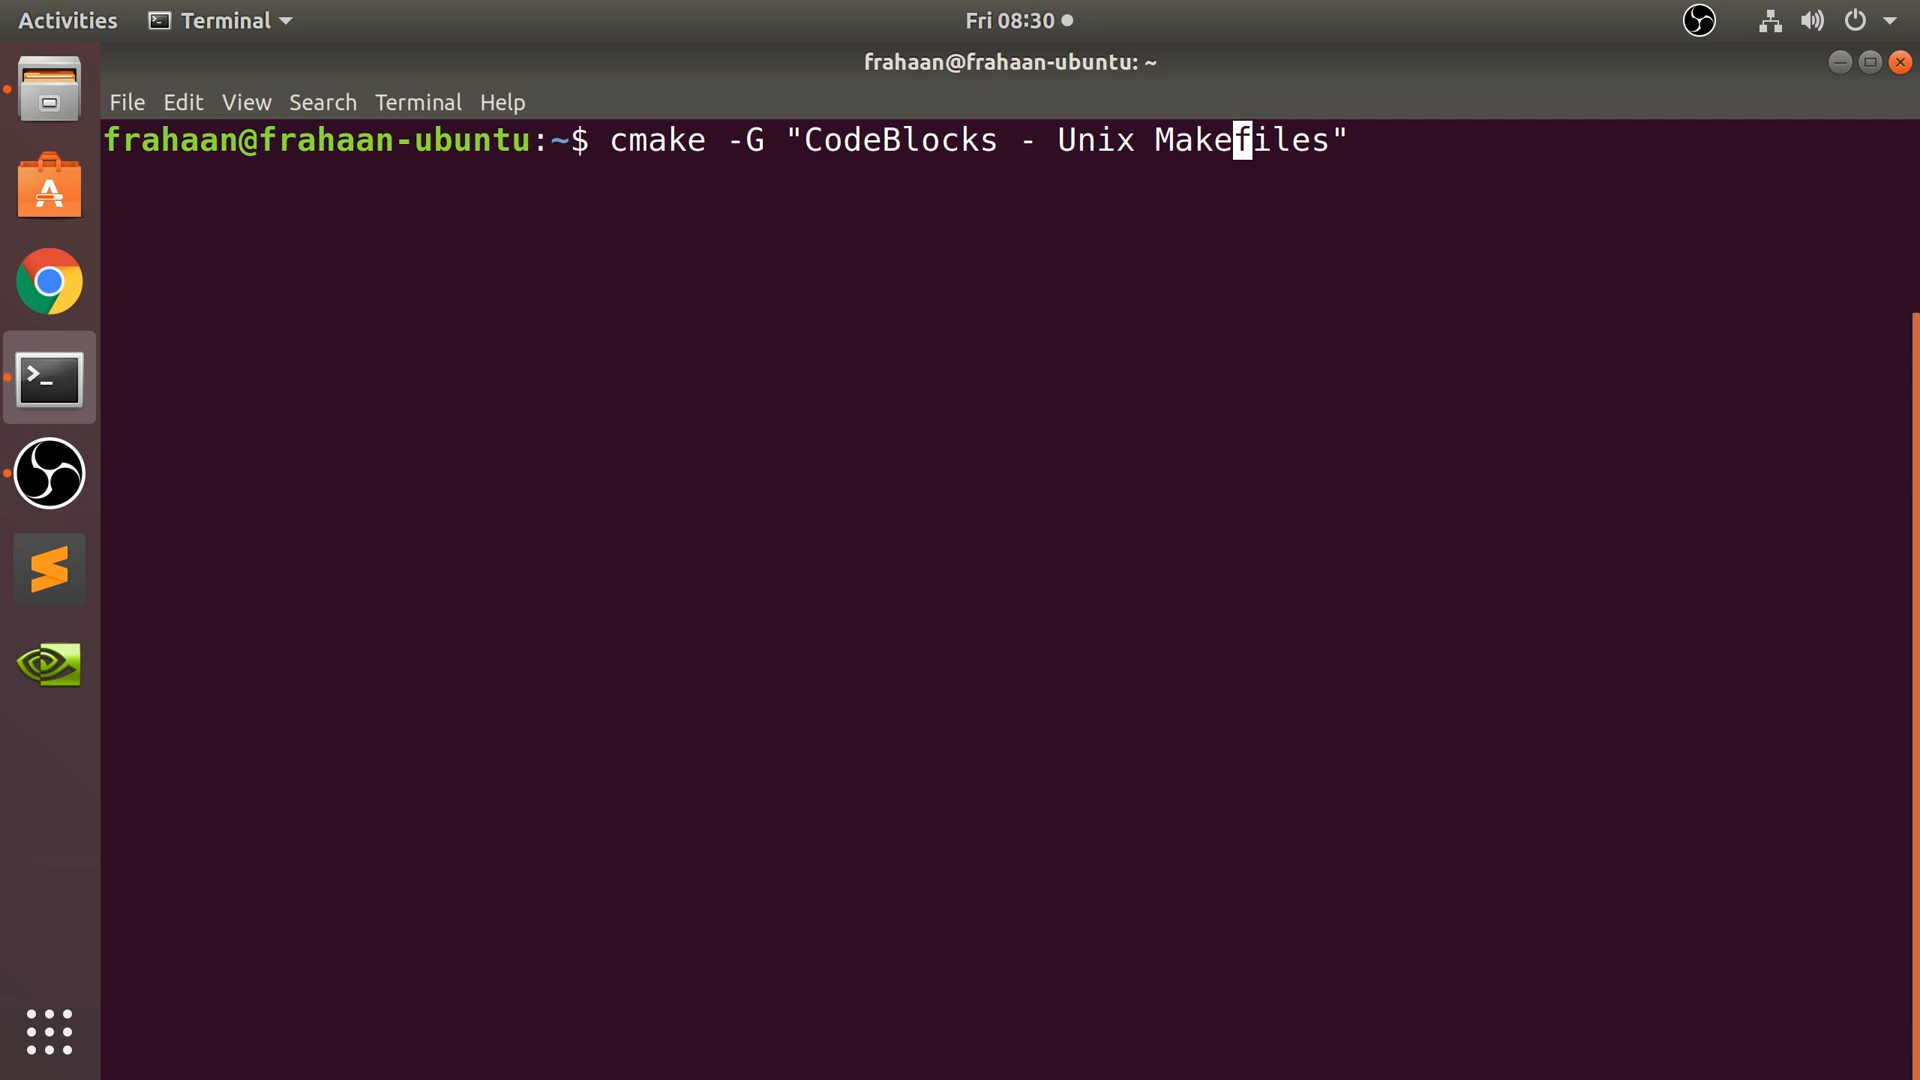 Activities Terminal Fri 08:30
frahaan@frahaan-ubuntu: ~
File Edit View Search Terminal Help
frahaan@frahaan-ubuntu:~$ cmake -G "CodeBlocks - Unix Makefiles"